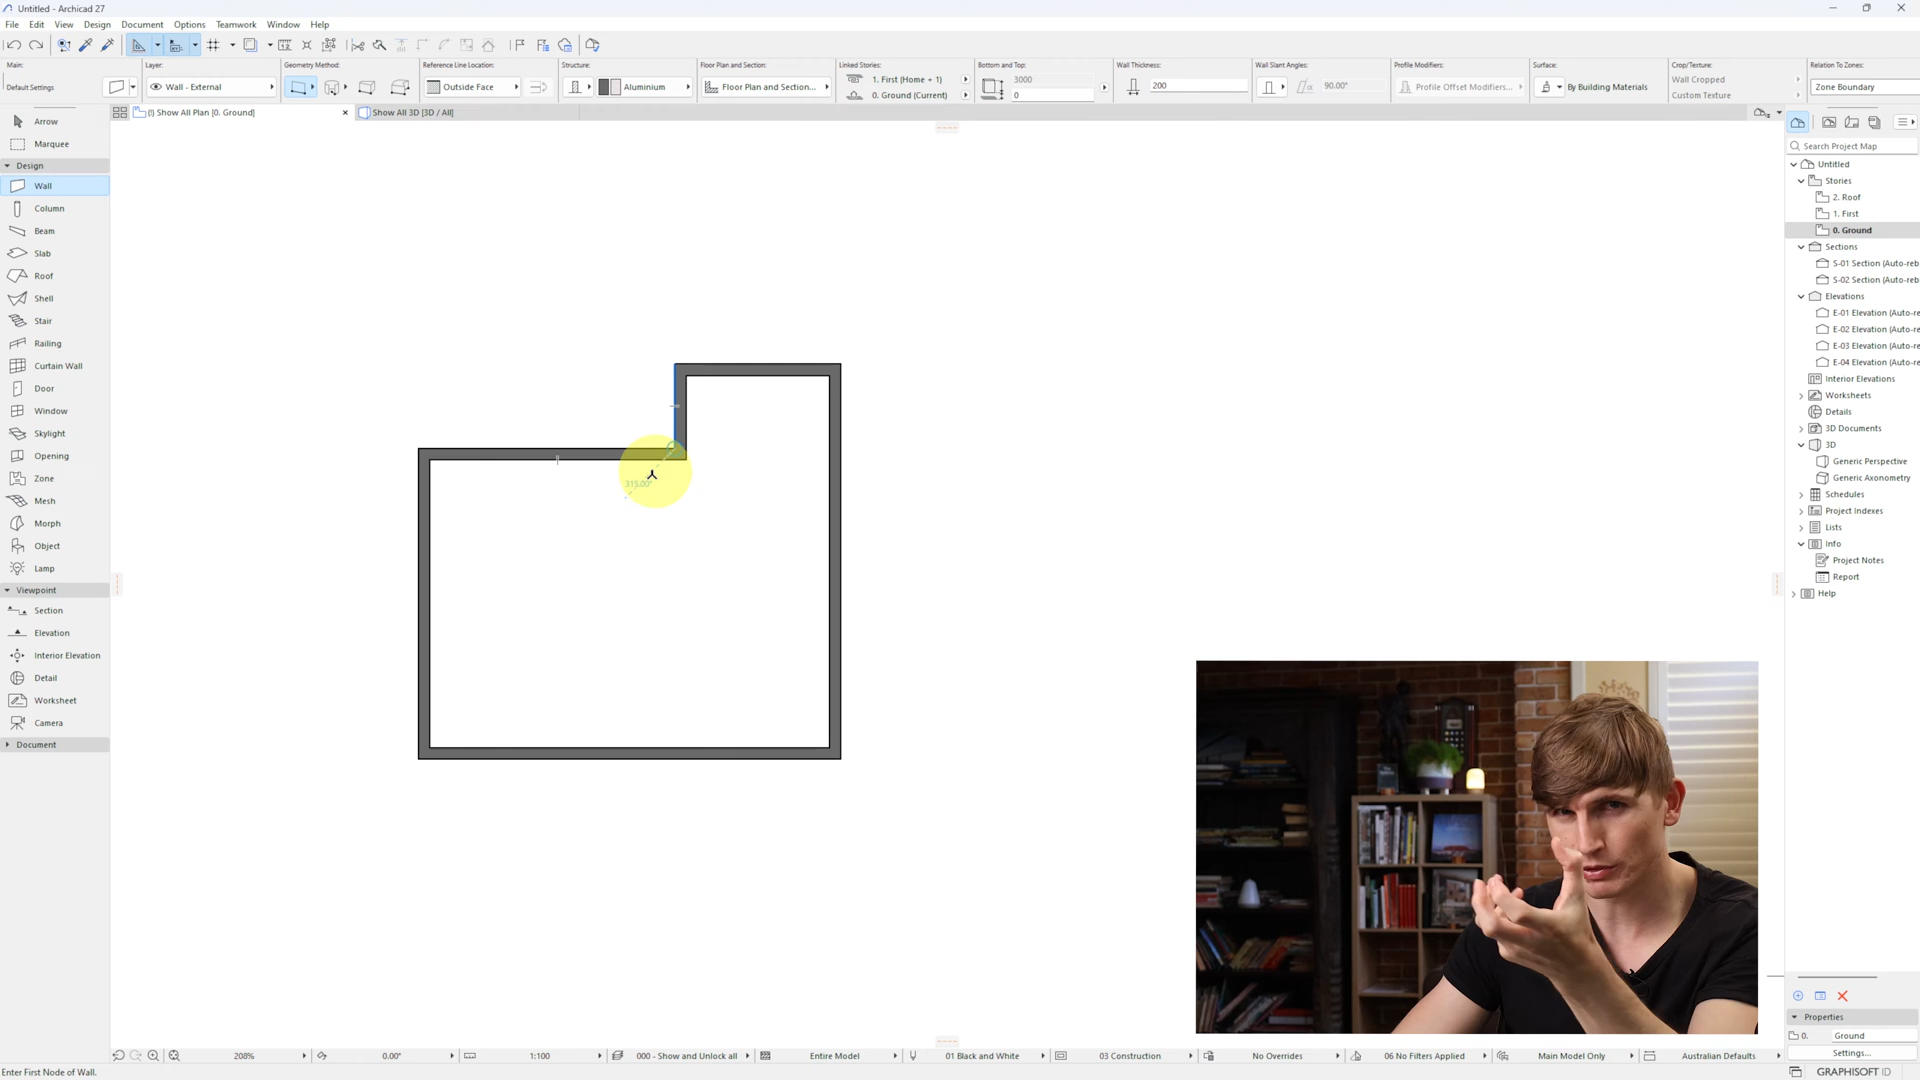 Untitled - Archicad 27
File Edit View Design Document Options Teamwork Window Help
Main: Layer: Geometry Method: Reference Line Location: Structure: Floor Plan and Section: Linked Stories: Bottom and Top: Wall Thickness: Wall Slant Angles: Profile Modifiers: Surface: Crop/Texture: Relation To Zones:
Default Settings Wall - External Outside Face Aluminium Floor Plan and Section... 1. First (Home + 1) 3000 200 90.00° Profile Offset Modifiers... By Building Materials Wall Cropped Zone Boundary
0. Ground (Current) 0 Custom Texture
(!) Show All Plan [0. Ground] Show All 3D [3D / All]
Arrow
Marquee
Design
Wall
Column
Beam
Slab
Roof
Shell
Stair
Railing
Curtain Wall
Door
Window
Skylight
Opening
Zone
Mesh
Morph
Object
Lamp
Viewpoint
Section
Elevation
Interior Elevation
Detail
Worksheet
Camera
Document
315.00°
Search Project Map
Untitled
Stories
2. Roof
1. First
0. Ground
Sections
S-01 Section (Auto-reb
S-02 Section (Auto-reb
Elevations
E-01 Elevation (Auto-re
E-02 Elevation (Auto-re
E-03 Elevation (Auto-re
E-04 Elevation (Auto-re
Interior Elevations
Worksheets
Details
3D Documents
3D
Generic Perspective
Generic Axonometry
Schedules
Project Indexes
Lists
Info
Project Notes
Report
Help
Properties
0. Ground
Settings...
208% 0.00° 1:100 000 - Show and Unlock all Entire Model 01 Black and White 03 Construction No Overrides 06 No Filters Applied Main Model Only Australian Defaults
Enter First Node of Wall. GRAPHISOFT ID